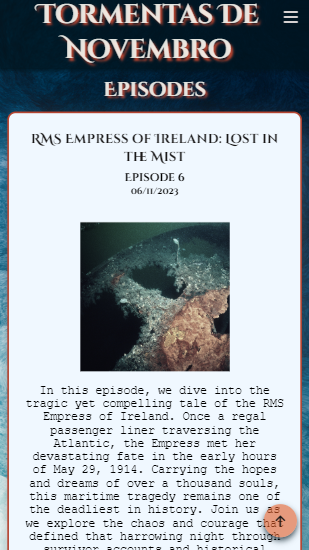 Tormentas de
Novembro
Episodes
RMS Empress of Ireland: Lost in
the Mist
Episode 6
06/11/2023
In this episode, we dive into the
tragic yet compelling tale of the RMS
Empress of Ireland. Once a regal
passenger liner traversing the
Atlantic, the Empress met her
devastating fate in the early hours
of May 29, 1914. Carrying the hopes
and dreams of over a thousand souls,
this maritime tragedy remains one of
the deadliest in history. Join us as
we explore the chaos and courage that
defined that harrowing night through
survivor accounts and historical